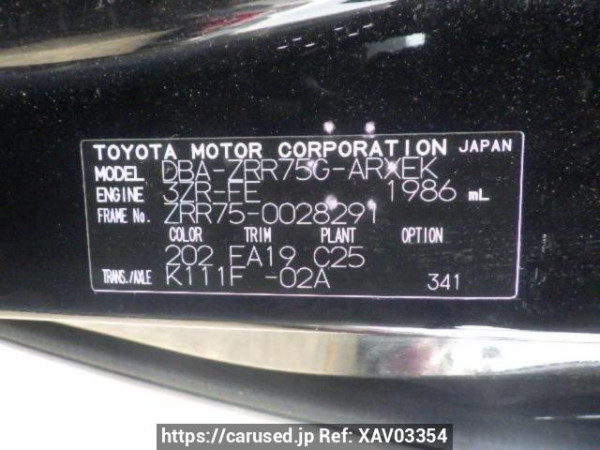 TOYOTA MOTOR CORPORATION JAPAN
MODEL DBA-ZRR75G-ARXEK
ENGINE 3ZR-FE 1986 mL
FRAME No. ZRR75-0028291
COLOR TRIM PLANT OPTION
202 FA19 C25
TRANS./AXLE K111F -02A 341
https://carused.jp Ref: XAV03354